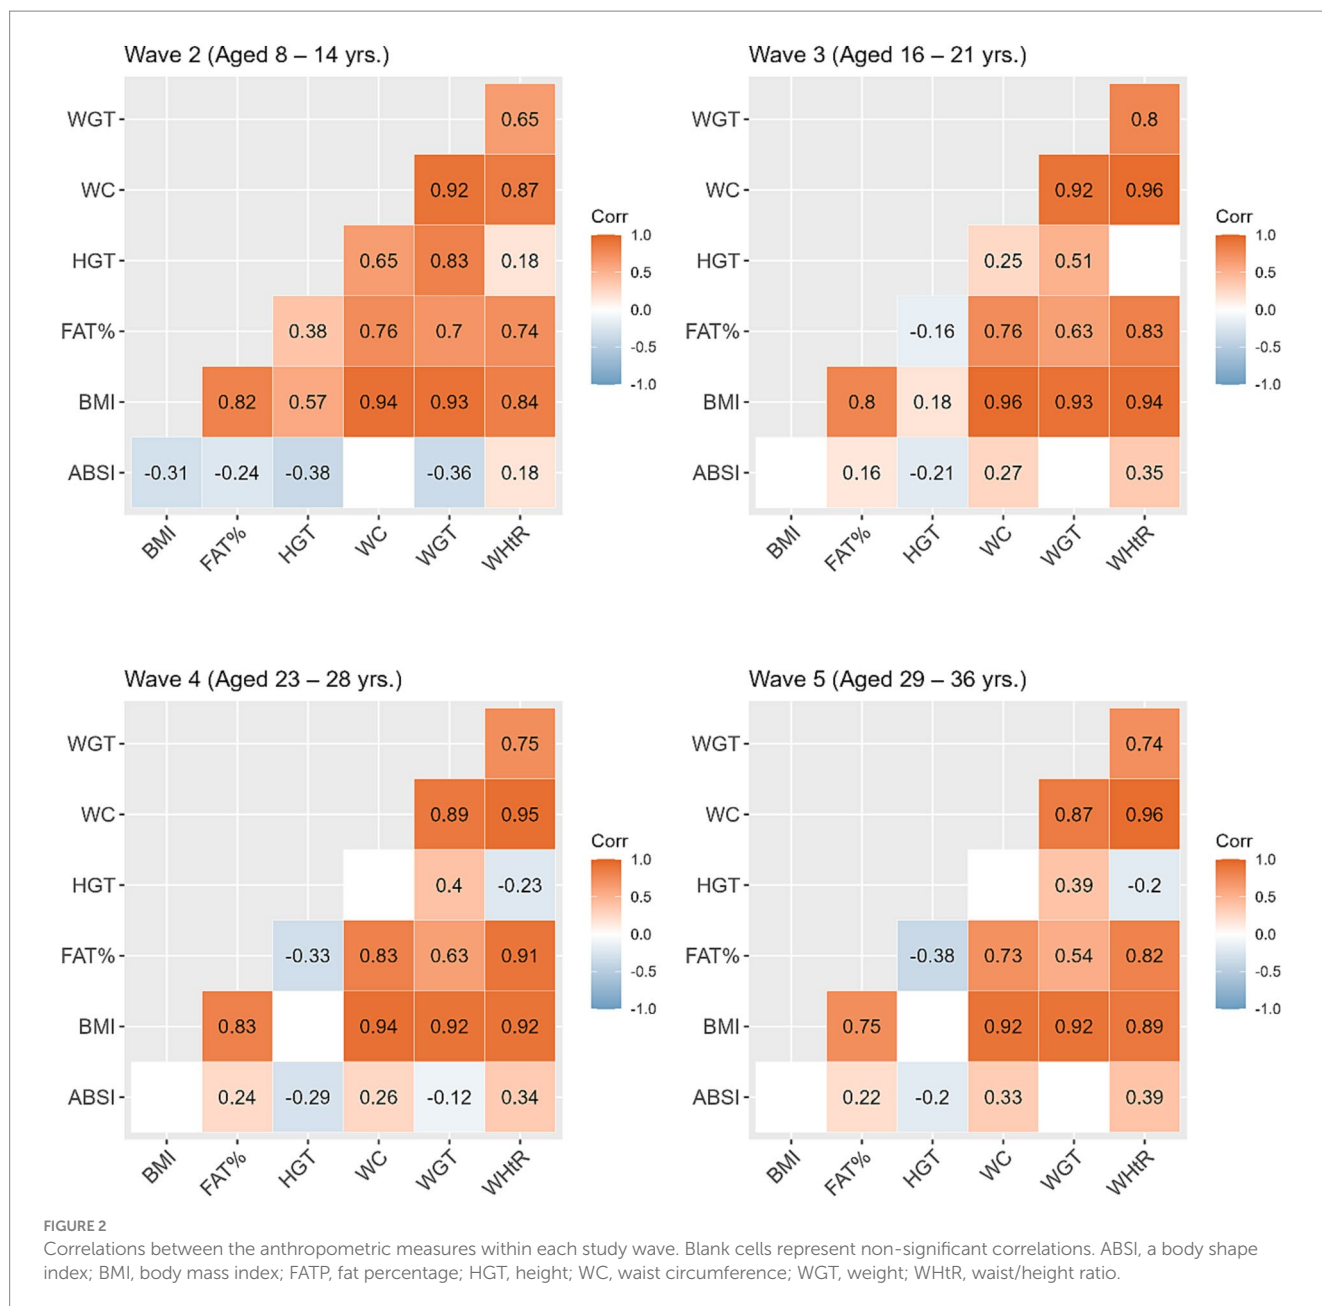 Wave 2 (Aged 8 – 14 yrs.)
WGT
0.65
WC
0.92 0.87
HGT
0.65 0.83 0.18
FAT%
0.38 0.76 0.7 0.74
BMI
0.82 0.57 0.94 0.93 0.84
ABSI
-0.31 -0.24 -0.38 -0.36 0.18
BMI FAT% HGT WC WGT WHtR
Corr
1.0
0.5
0.0
-0.5
-1.0
Wave 3 (Aged 16 – 21 yrs.)
WGT
0.8
WC
0.92 0.96
HGT
0.25 0.51
FAT%
-0.16 0.76 0.63 0.83
BMI
0.8 0.18 0.96 0.93 0.94
ABSI
0.16 -0.21 0.27 0.35
BMI FAT% HGT WC WGT WHtR
Corr
1.0
0.5
0.0
-0.5
-1.0
Wave 4 (Aged 23 – 28 yrs.)
WGT
0.75
WC
0.89 0.95
HGT
0.4 -0.23
FAT%
-0.33 0.83 0.63 0.91
BMI
0.83 0.94 0.92 0.92
ABSI
0.24 -0.29 0.26 -0.12 0.34
BMI FAT% HGT WC WGT WHtR
Corr
1.0
0.5
0.0
-0.5
-1.0
Wave 5 (Aged 29 – 36 yrs.)
WGT
0.74
WC
0.87 0.96
HGT
0.39 -0.2
FAT%
-0.38 0.73 0.54 0.82
BMI
0.75 0.92 0.92 0.89
ABSI
0.22 -0.2 0.33 0.39
BMI FAT% HGT WC WGT WHtR
Corr
1.0
0.5
0.0
-0.5
-1.0
FIGURE 2
Correlations between the anthropometric measures within each study wave. Blank cells represent non-significant correlations. ABSI, a body shape
index; BMI, body mass index; FATP, fat percentage; HGT, height; WC, waist circumference; WGT, weight; WHtR, waist/height ratio.